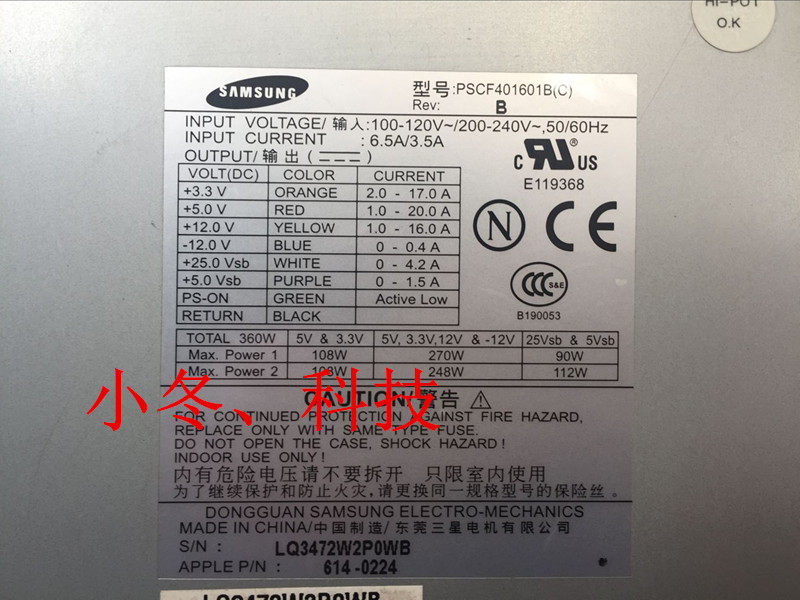 HI-POT
O.K
SAMSUNG
型号:PSCF401601B(C)
Rev: B
INPUT VOLTAGE/ 输入:100-120V~/200-240V~,50/60Hz
INPUT CURRENT : 6.5A/3.5A
OUTPUT/输出( )
c RU ® US
E119368
VOLT(DC) COLOR CURRENT
+3.3 V ORANGE 2.0 - 17.0 A
+5.0 V RED 1.0 - 20.0 A
+12.0 V YELLOW 1.0 - 16.0 A
-12.0 V BLUE 0 - 0.4 A
+25.0 Vsb WHITE 0 - 4.2 A
+5.0 Vsb PURPLE 0 - 1.5 A
PS-ON GREEN Active Low
RETURN BLACK
N CE
CCC S&E
B190053
TOTAL 360W 5V & 3.3V 5V, 3.3V,12V & -12V 25Vsb & 5Vsb
Max. Power 1 108W 270W 90W
Max. Power 2 108W 248W 112W
小冬、科技
CAUTION/警告
FOR CONTINUED PROTECTION AGAINST FIRE HAZARD,
REPLACE ONLY WITH SAME TYPE FUSE.
DO NOT OPEN THE CASE, SHOCK HAZARD !
INDOOR USE ONLY!
内有危险电压请不要拆开 只限室内使用
为了继续保护和防止火灾,请更换同一规格型号的保险丝。
DONGGUAN SAMSUNG ELECTRO-MECHANICS
MADE IN CHINA/中国制造/东莞三星电机有限公司
S/N : LQ3472W2P0WB
APPLE P/N : 614-0224
LQ3472W2P0WB